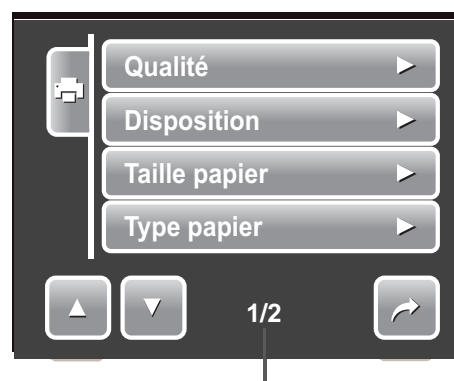 Qualité
Disposition
Taille papier
Type papier
1/2